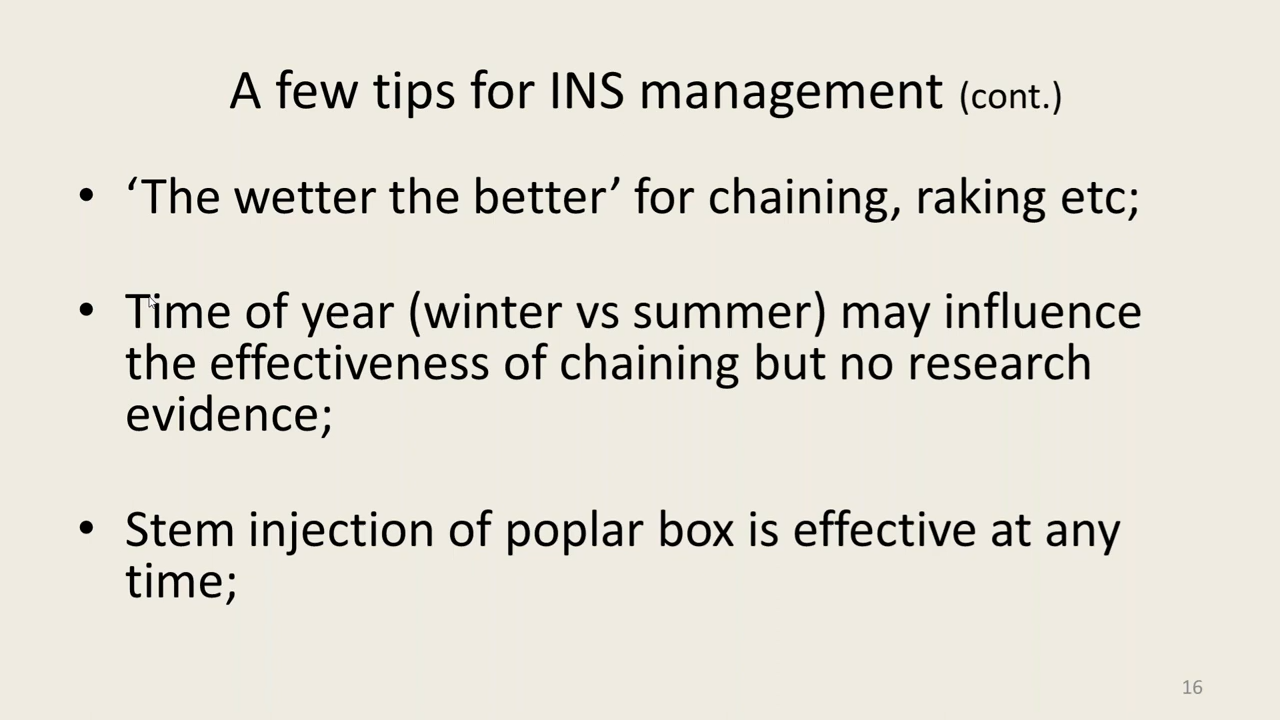 A few tips for INS management (cont.)
• ‘The wetter the better’ for chaining, raking etc;
• Time of year (winter vs summer) may influence
the effectiveness of chaining but no research
evidence;
• Stem injection of poplar box is effective at any
time;
16